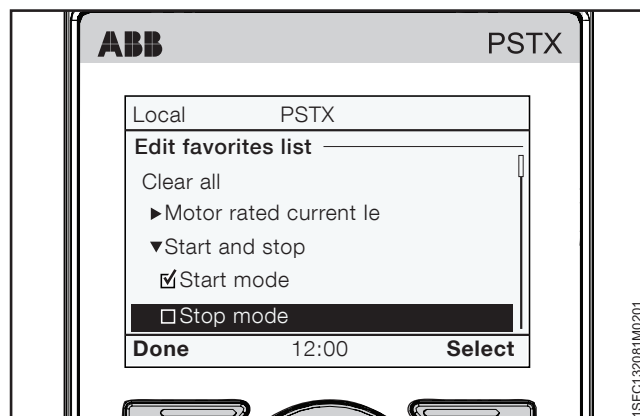 ABB PSTX
Local PSTX
Edit favorites list
Clear all
▶Motor rated current Ie
▼Start and stop
☑Start mode
☐Stop mode
Done 12:00 Select
1SFC132081M0201